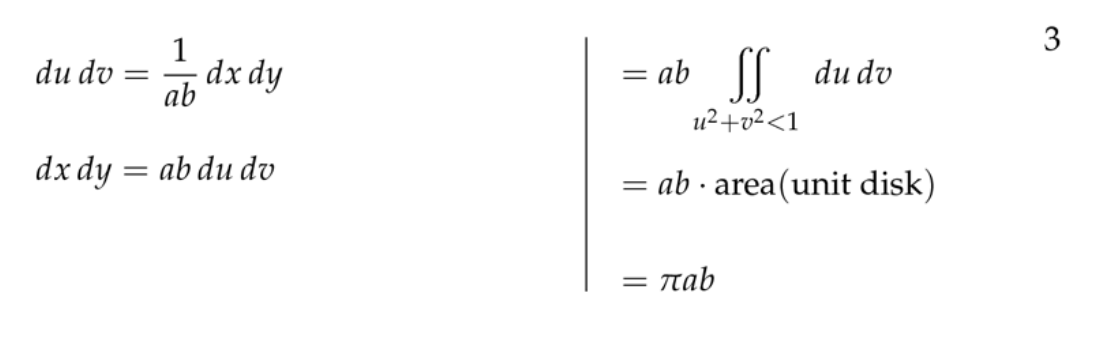 3
du dv = 1/ab dx dy
dx dy = ab du dv
= ab ∬ du dv
u²+v²<1
= ab · area(unit disk)
= πab